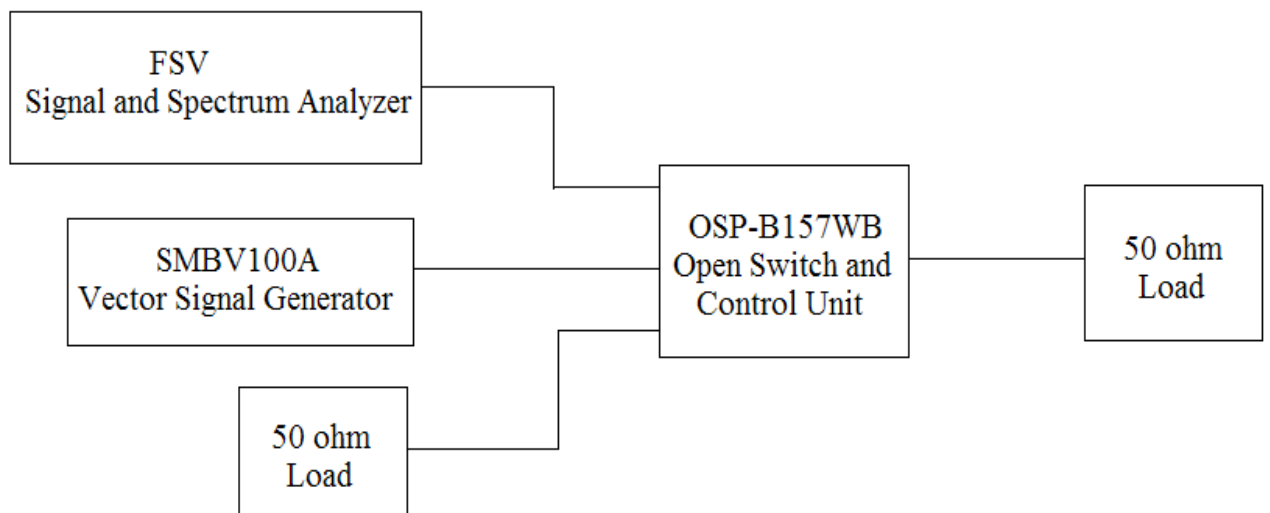 FSV
Signal and Spectrum Analyzer
SMBV100A
Vector Signal Generator
50 ohm
Load
OSP-B157WB
Open Switch and
Control Unit
50 ohm
Load